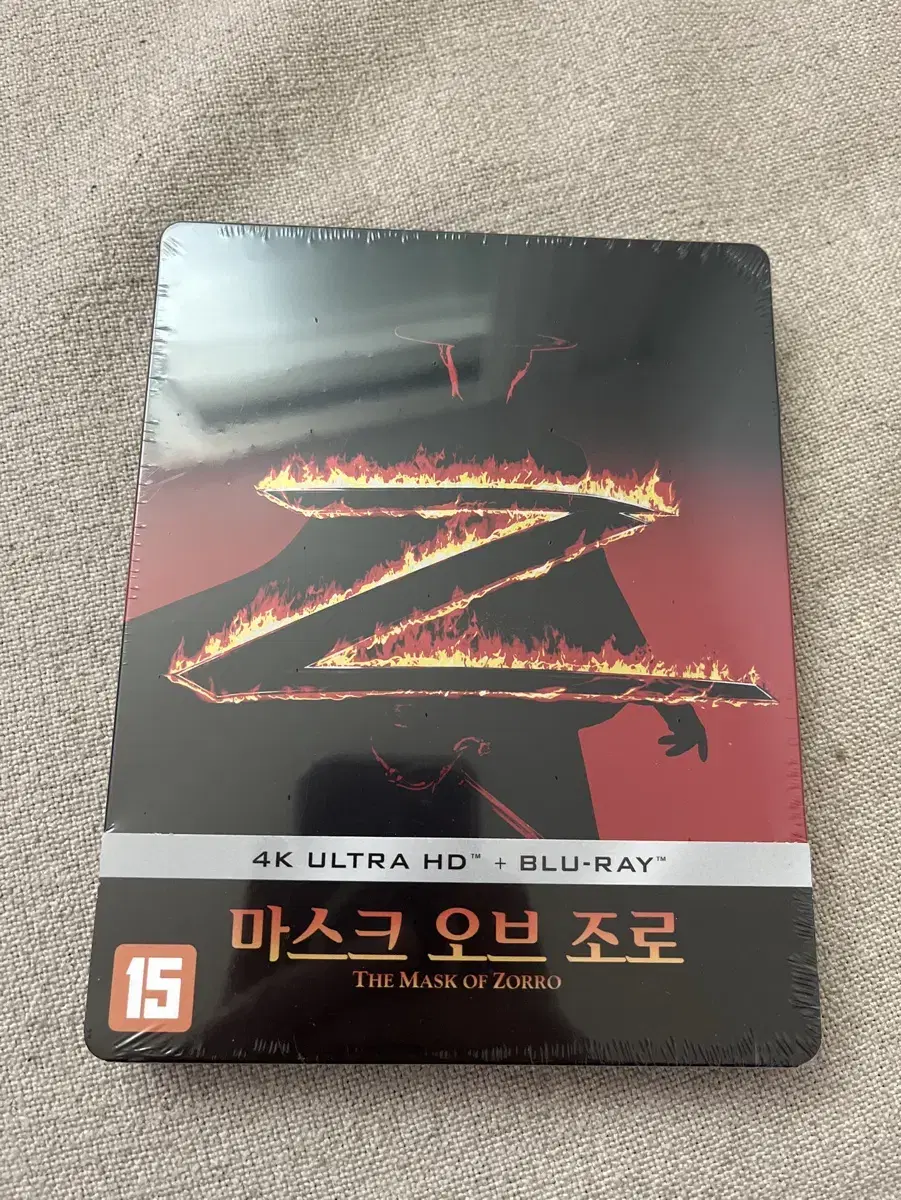 Z
4K ULTRA HD™ + BLU-RAY™
마스크 오브 조로
THE MASK OF ZORRO
15